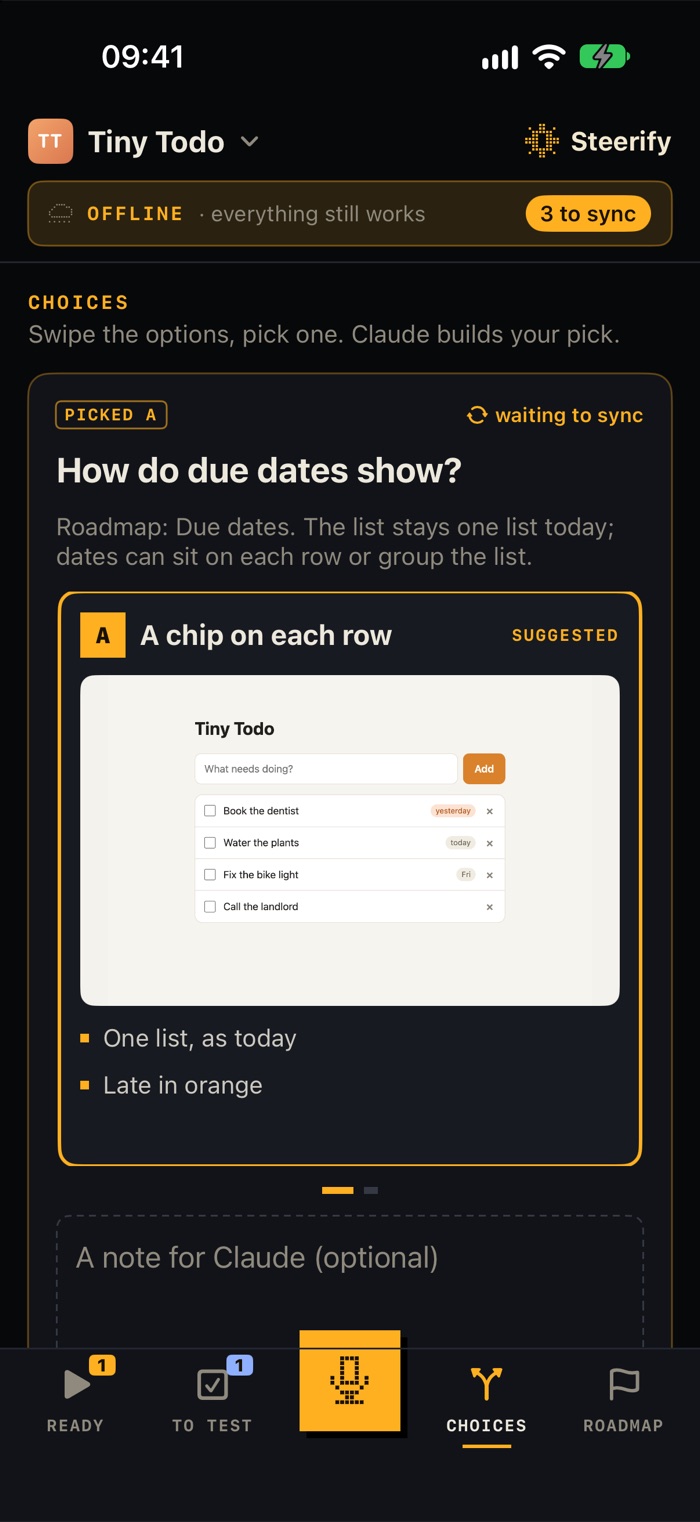 09:41
TT Tiny Todo
Steerify
OFFLINE · everything still works
3 to sync
CHOICES
Swipe the options, pick one. Claude builds your pick.
PICKED A
waiting to sync
How do due dates show?
Roadmap: Due dates. The list stays one list today;
dates can sit on each row or group the list.
A A chip on each row
SUGGESTED
Tiny Todo
What needs doing?
Add
Book the dentist yesterday ×
Water the plants today ×
Fix the bike light Fri ×
Call the landlord ×
One list, as today
Late in orange
A note for Claude (optional)
1
READY
1
TO TEST
CHOICES
ROADMAP